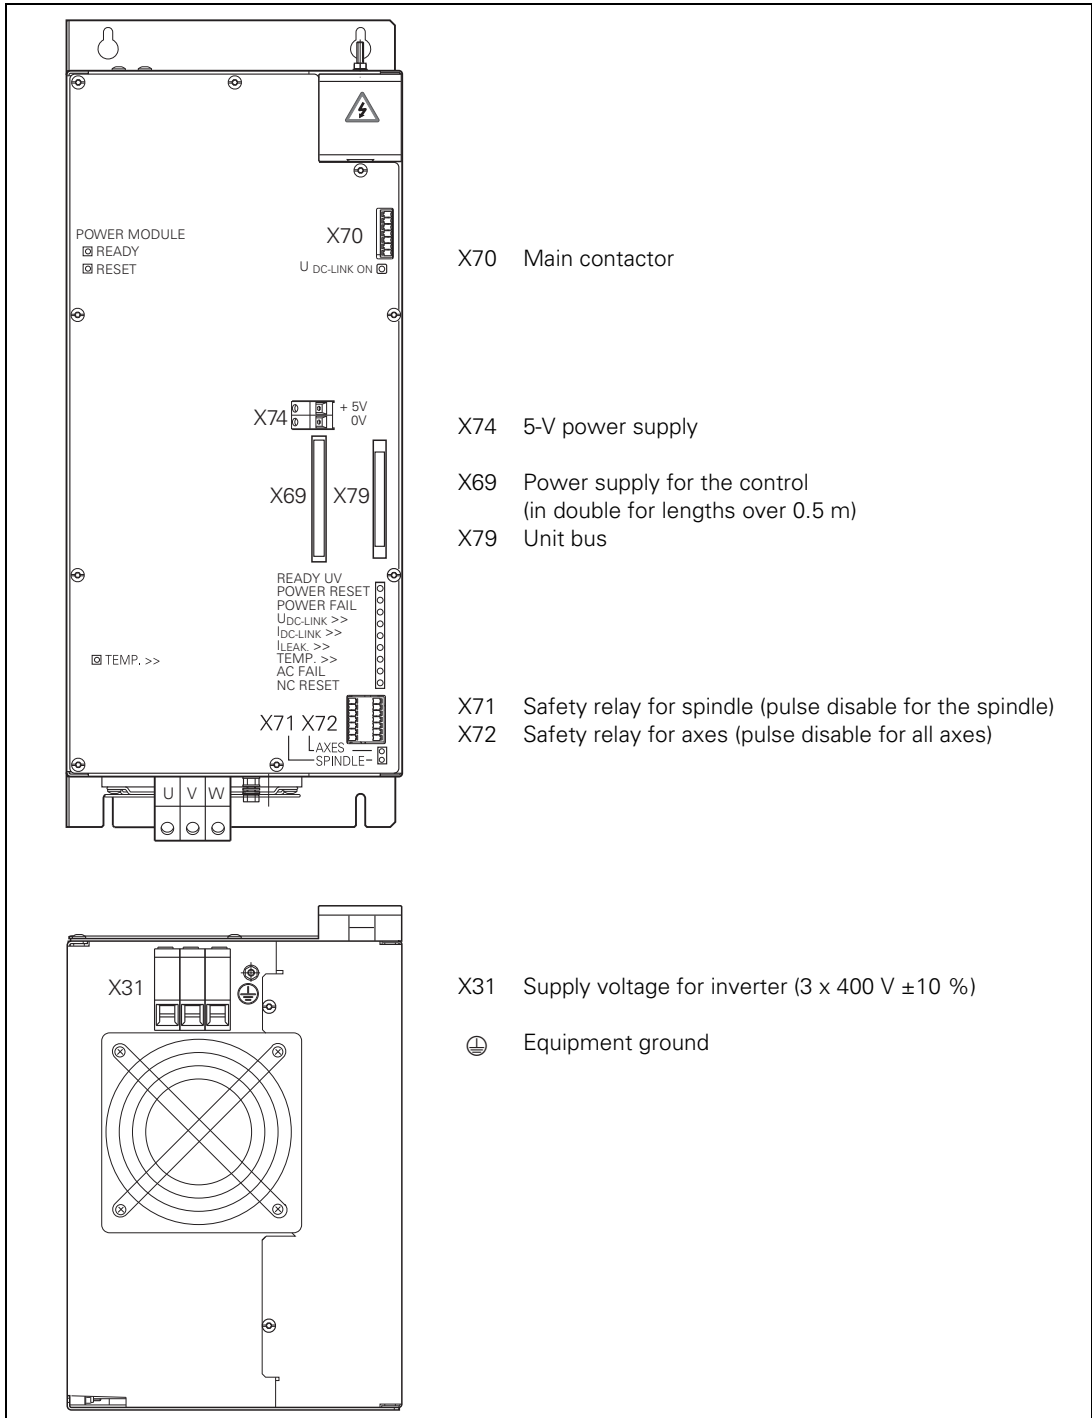 POWER MODULE
READY
RESET
X70
U DC-LINK ON
X70 Main contactor
X74
+ 5V
0V
X74 5-V power supply
X69
X79
X69 Power supply for the control
(in double for lengths over 0.5 m)
X79 Unit bus
READY UV
POWER RESET
POWER FAIL
UDC-LINK >>
IDC-LINK >>
ILEAK. >>
TEMP. >>
AC FAIL
NC RESET
TEMP. >>
X71 X72
AXES
SPINDLE
X71 Safety relay for spindle (pulse disable for the spindle)
X72 Safety relay for axes (pulse disable for all axes)
U V W
X31
X31 Supply voltage for inverter (3 x 400 V ±10 %)
Equipment ground